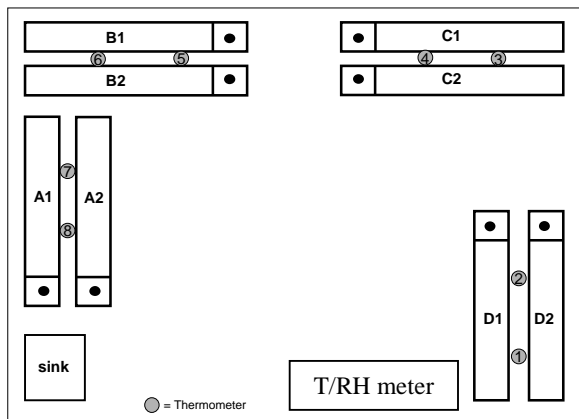 B1
C1
6
5
4
3
B2
C2
7
A1
A2
8
2
D1
D2
1
sink
T/RH meter
= Thermometer